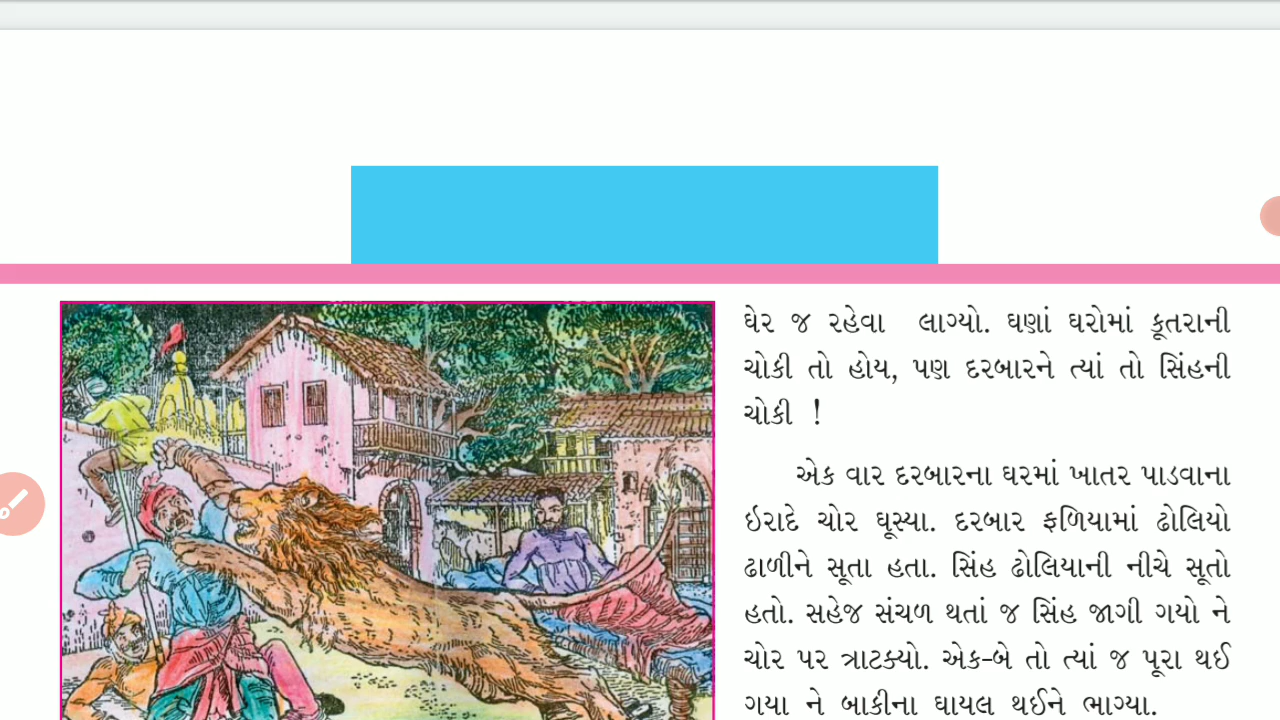 ઘેર જ રહેવા લાગ્યો. ઘણાં ઘરોમાં કૂતરાની
ચોકી તો હોય, પણ દરબારને ત્યાં તો સિંહની
ચોકી !
એક વાર દરબારના ઘરમાં ખાતર પાડવાના
ઇરાદે ચોર ઘૂસ્યા. દરબાર ફળિયામાં ઢોલિયો
ઢાળીને સૂતા હતા. સિંહ ઢોલિયાની નીચે સૂતો
હતો. સહેજ સંચળ થતાં જ સિંહ જાગી ગયો ને
ચોર પર ત્રાટક્યો. એક-બે તો ત્યાં જ પૂરા થઈ
ગયા ને બાકીના ઘાયલ થઈને ભાગ્યા.